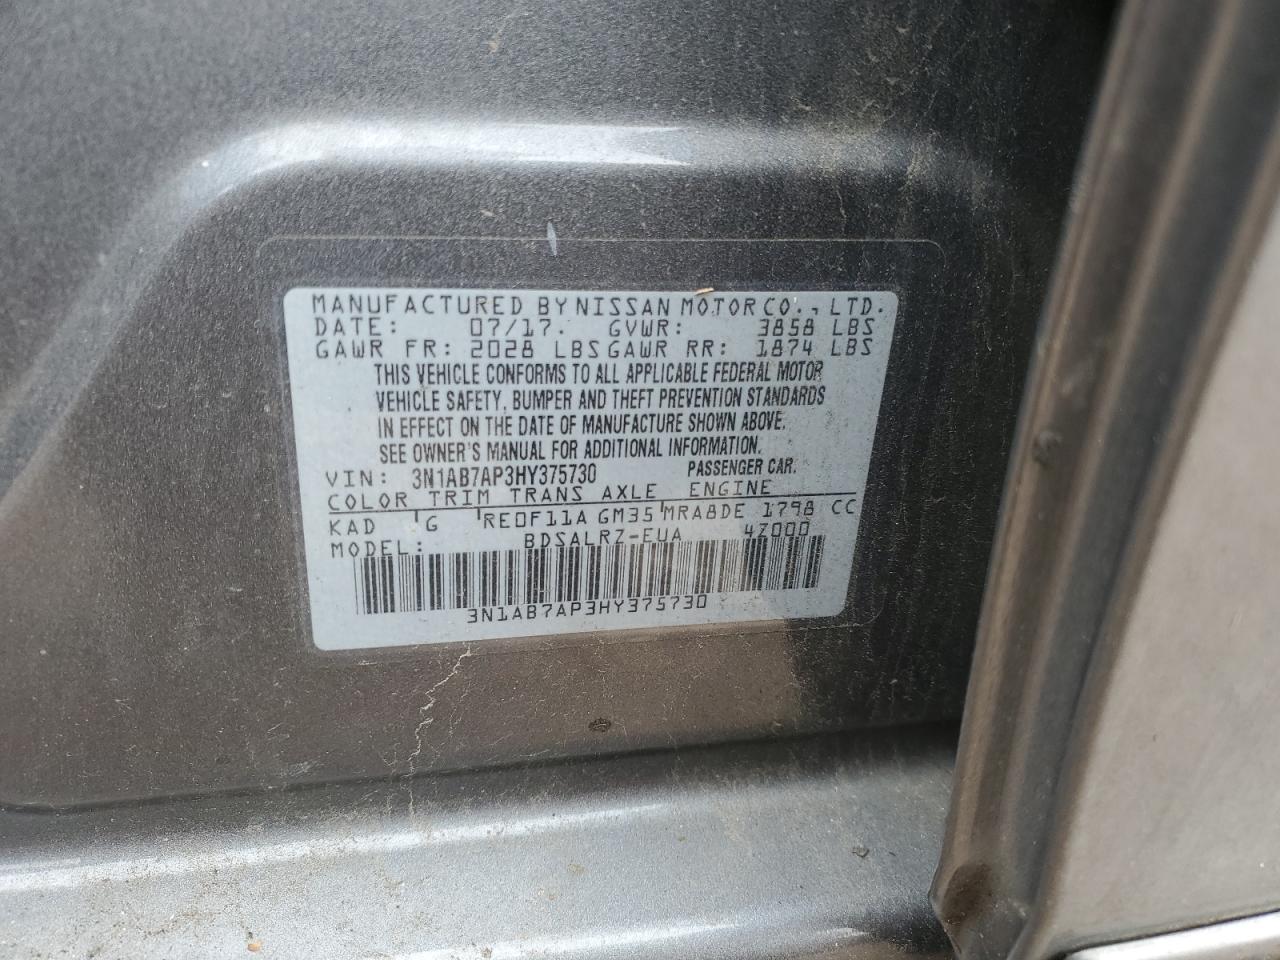 MANUFACTURED BY NISSAN MOTOR CO., LTD.
DATE: 07/17. GVWR: 3858 LBS
GAWR FR: 2028 LBS GAWR RR: 1874 LBS
THIS VEHICLE CONFORMS TO ALL APPLICABLE FEDERAL MOTOR
VEHICLE SAFETY, BUMPER AND THEFT PREVENTION STANDARDS
IN EFFECT ON THE DATE OF MANUFACTURE SHOWN ABOVE.
SEE OWNER'S MANUAL FOR ADDITIONAL INFORMATION.
VIN: 3N1AB7AP3HY375730 PASSENGER CAR.
COLOR TRIM TRANS AXLE ENGINE
KAD G RE0F11A GM35 MRA8DE 1798 CC
MODEL: BDSALRZ-EUA 4Z000
3N1AB7AP3HY375730